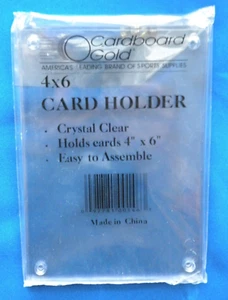 Cardboard
Gold
AMERICA'S LEADING BRAND OF SPORTS SUPPLIES
4x6
CARD HOLDER
• Crystal Clear
• Holds cards 4" x 6"
• Easy to Assemble
Made in China